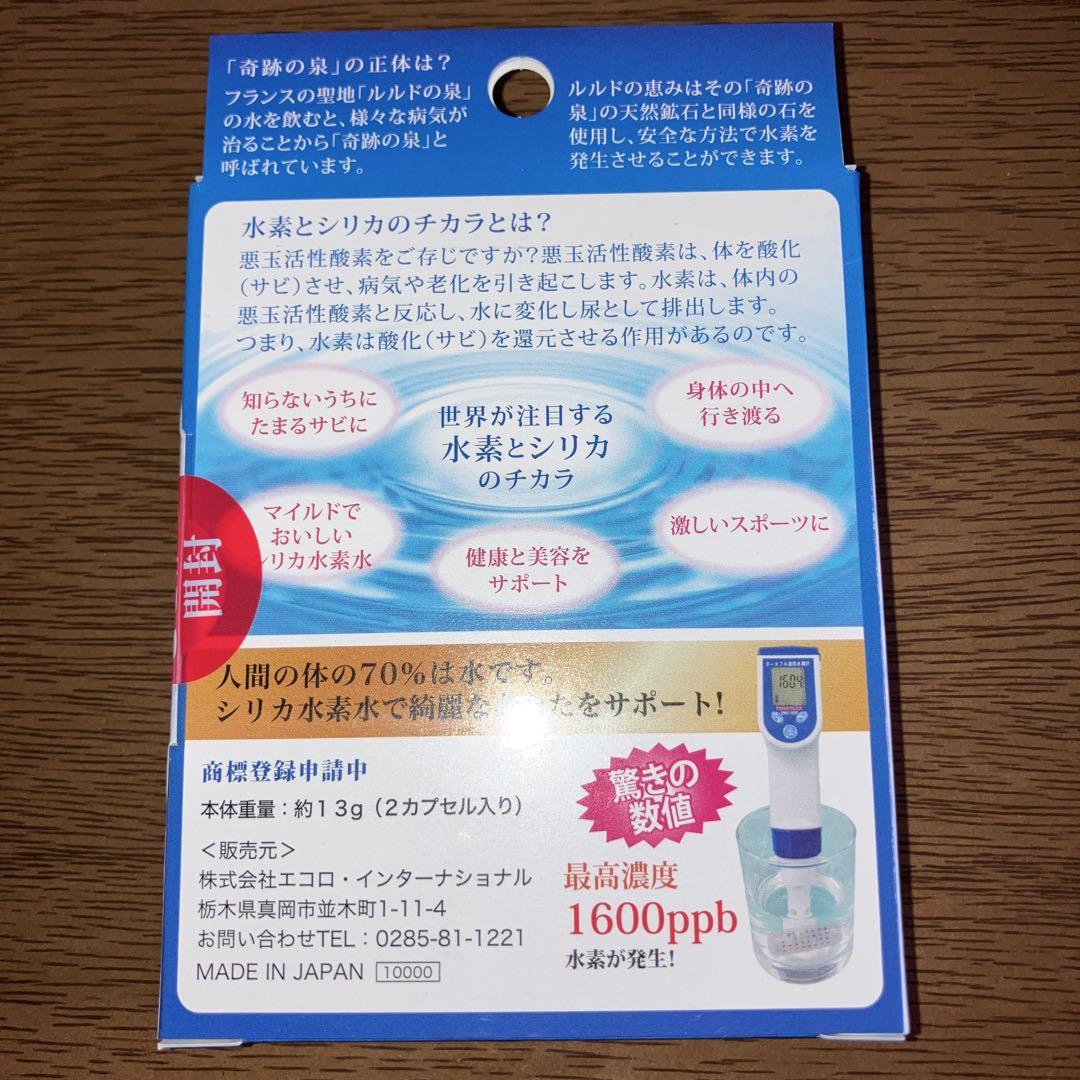 「奇跡の泉」の正体は？
フランスの聖地「ルルドの泉」
の水を飲むと、様々な病気が
治ることから「奇跡の泉」と
呼ばれています。
ルルドの恵みはその「奇跡の
泉」の天然鉱石と同様の石を
使用し、安全な方法で水素を
発生させることができます。
水素とシリカのチカラとは？
悪玉活性酸素をご存じですか？悪玉活性酸素は、体を酸化
（サビ）させ、病気や老化を引き起こします。水素は、体内の
悪玉活性酸素と反応し、水に変化し尿として排出します。
つまり、水素は酸化（サビ）を還元させる作用があるのです。
知らないうちに
たまるサビに
世界が注目する
水素とシリカ
のチカラ
身体の中へ
行き渡る
マイルドで
おいしい
リカ水素水
健康と美容を
サポート
激しいスポーツに
開封
人間の体の70%は水です。
シリカ水素水で綺麗な たをサポート！
ポータブル溶存水素計
1604
商標登録申請中
本体重量：約13g（2カプセル入り）
＜販売元＞
株式会社エコロ・インターナショナル
栃木県真岡市並木町1-11-4
お問い合わせTEL：0285-81-1221
MADE IN JAPAN 10000
驚きの
数値
最高濃度
1600ppb
水素が発生！